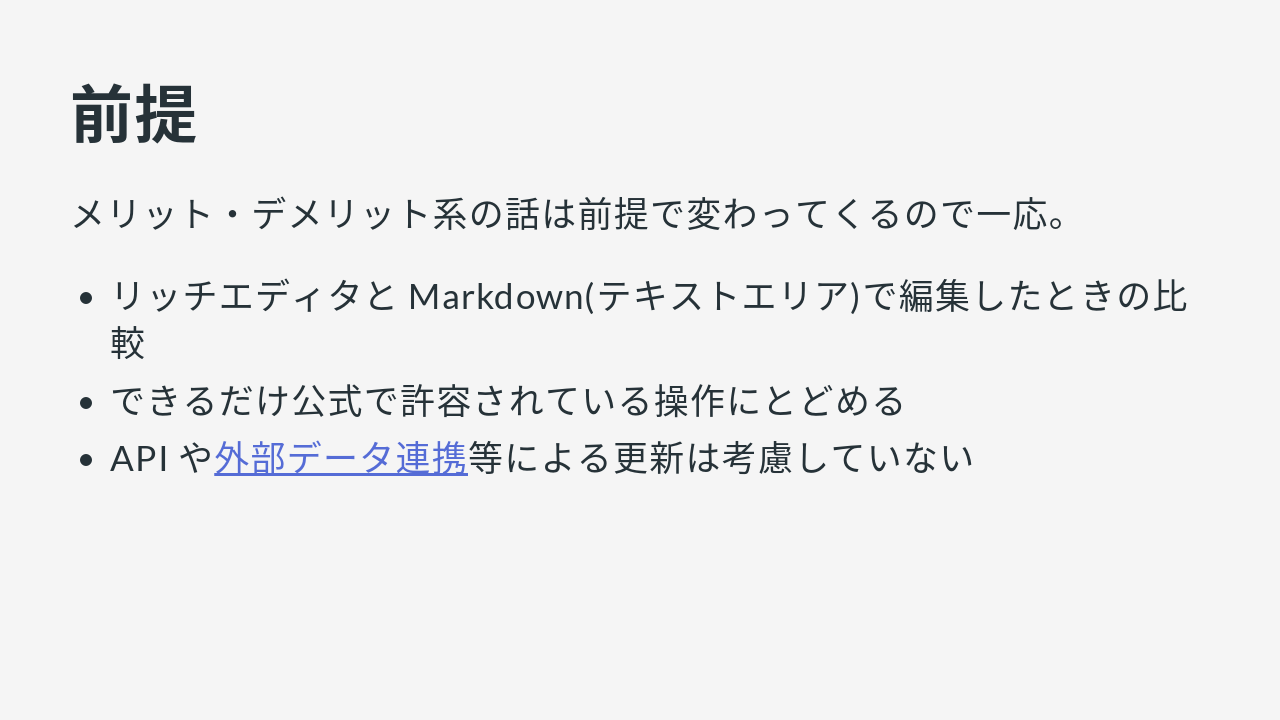 前提
メリット・デメリット系の話は前提で変わってくるので一応。
リッチエディタと Markdown(テキストエリア)で編集したときの比
較
できるだけ公式で許容されている操作にとどめる
API や外部データ連携等による更新は考慮していない